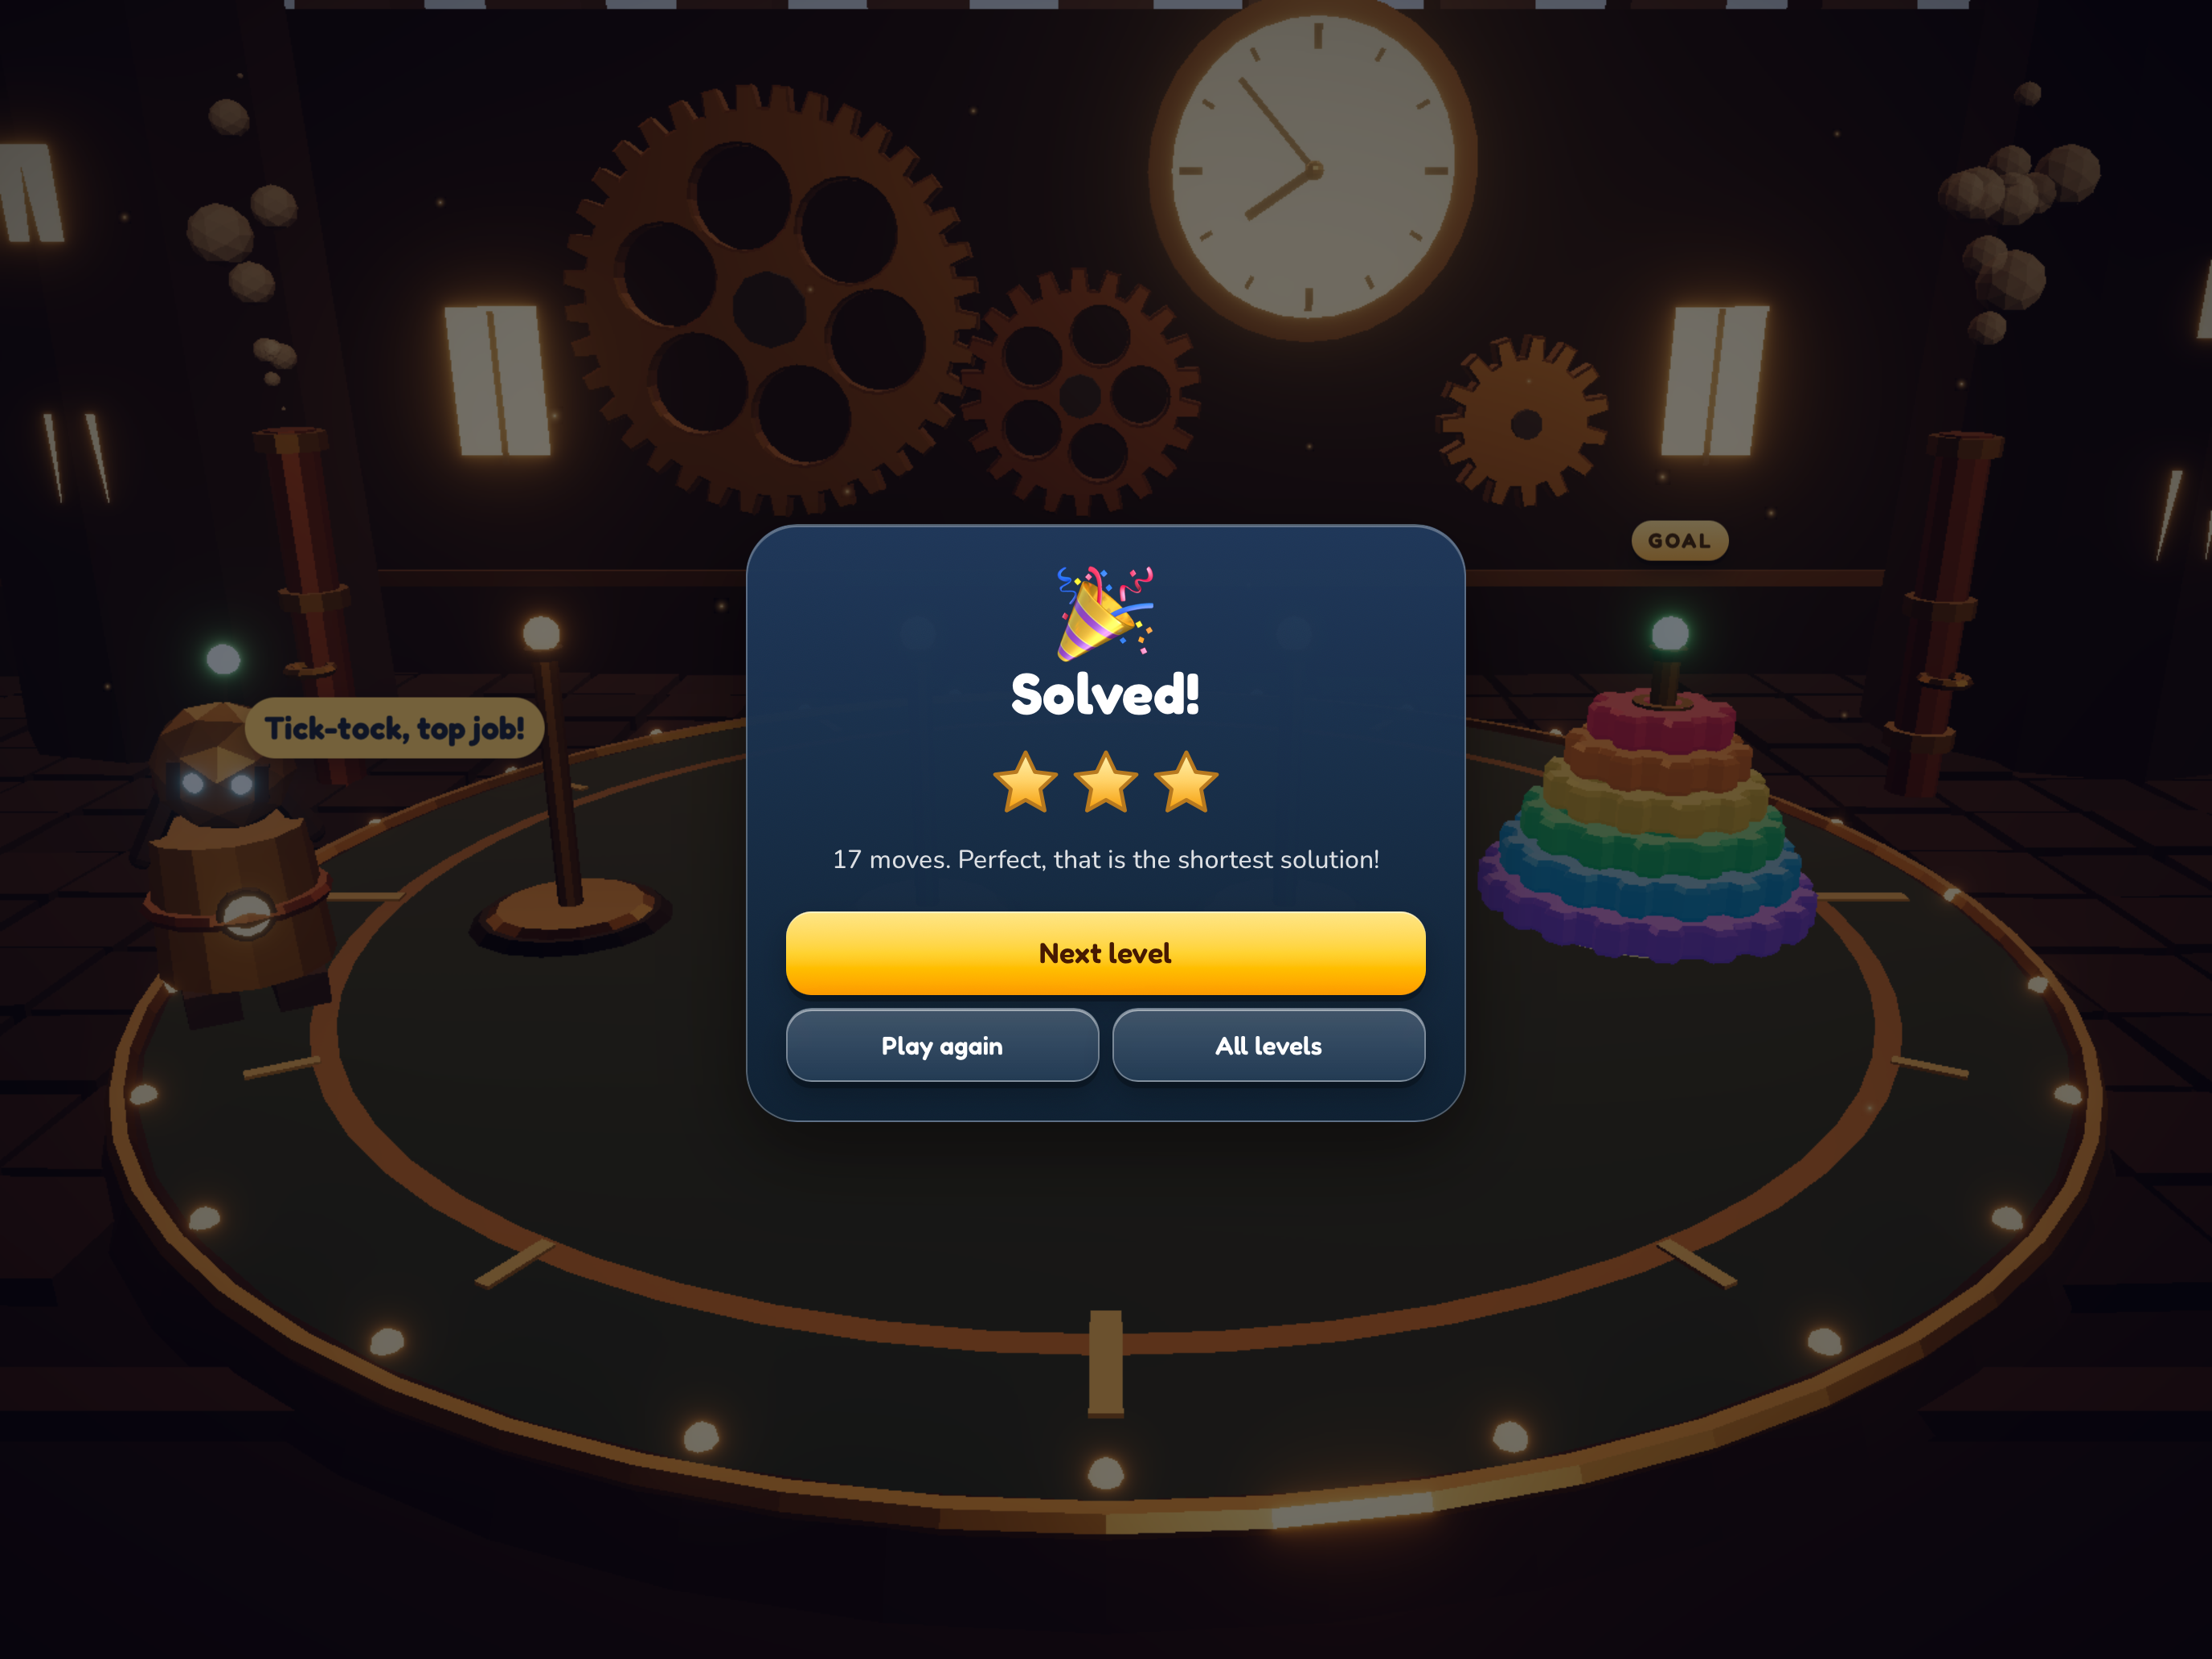 GOAL
Solved!
Tick-tock, top job!
17 moves. Perfect, that is the shortest solution!
Next level
Play again
All levels